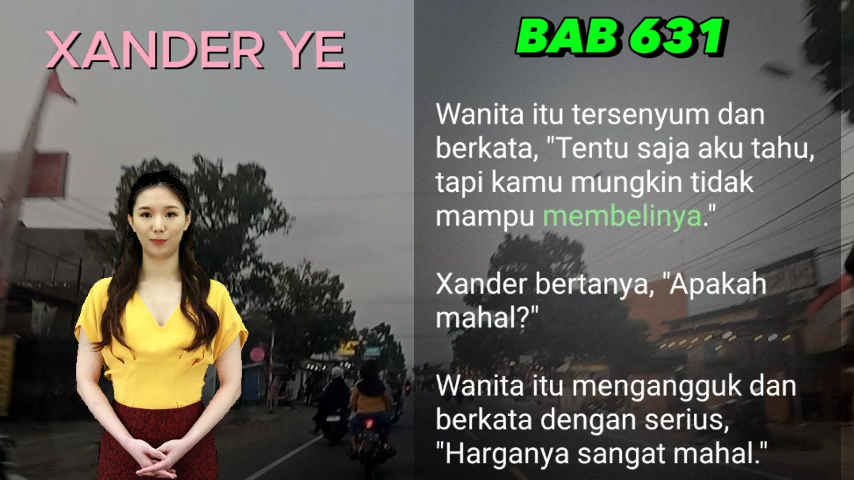 XANDER YE
BAB 631
Wanita itu tersenyum dan
berkata, "Tentu saja aku tahu,
tapi kamu mungkin tidak
mampu membelinya."
Xander bertanya, "Apakah
mahal?"
Wanita itu mengangguk dan
berkata dengan serius,
"Harganya sangat mahal."